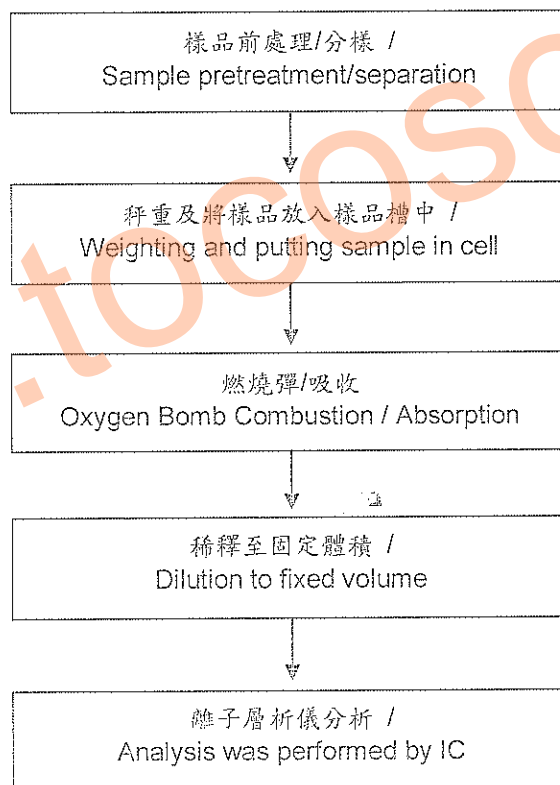 樣品前處理/分樣 /
Sample pretreatment/separation
秤重及將樣品放入樣品槽中 /
Weighting and putting sample in cell
燃燒彈/吸收
Oxygen Bomb Combustion / Absorption
稀釋至固定體積 /
Dilution to fixed volume
離子層析儀分析 /
Analysis was performed by IC
.tocoso